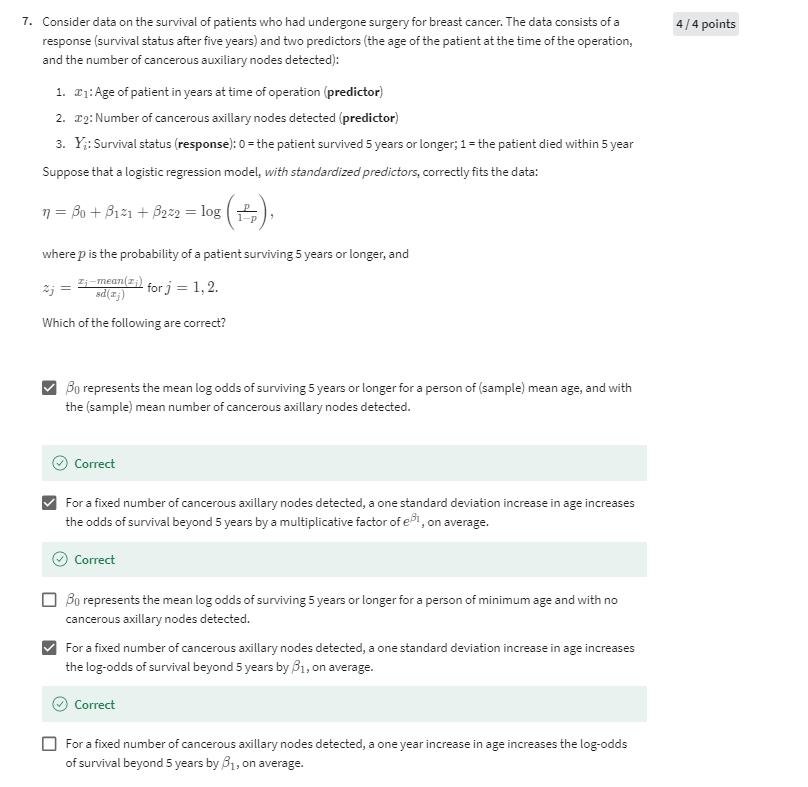 7. Consider data on the survival of patients who had undergone surgery for breast cancer. The data consists of a
4 / 4 points
response (survival status after five years) and two predictors (the age of the patient at the time of the operation,
and the number of cancerous auxiliary nodes detected):
1. x₁: Age of patient in years at time of operation (predictor)
2. x₂: Number of cancerous axillary nodes detected (predictor)
3. Yᵢ: Survival status (response): 0 = the patient survived 5 years or longer; 1 = the patient died within 5 year
Suppose that a logistic regression model, with standardized predictors, correctly fits the data:
η = β₀ + β₁z₁ + β₂z₂ = log (p/(1−p)),
where p is the probability of a patient surviving 5 years or longer, and
zⱼ = (xⱼ−mean(xⱼ))/sd(xⱼ) for j = 1, 2.
Which of the following are correct?
β₀ represents the mean log odds of surviving 5 years or longer for a person of (sample) mean age, and with
the (sample) mean number of cancerous axillary nodes detected.
Correct
For a fixed number of cancerous axillary nodes detected, a one standard deviation increase in age increases
the odds of survival beyond 5 years by a multiplicative factor of e^β₁, on average.
Correct
β₀ represents the mean log odds of surviving 5 years or longer for a person of minimum age and with no
cancerous axillary nodes detected.
For a fixed number of cancerous axillary nodes detected, a one standard deviation increase in age increases
the log-odds of survival beyond 5 years by β₁, on average.
Correct
For a fixed number of cancerous axillary nodes detected, a one year increase in age increases the log-odds
of survival beyond 5 years by β₁, on average.